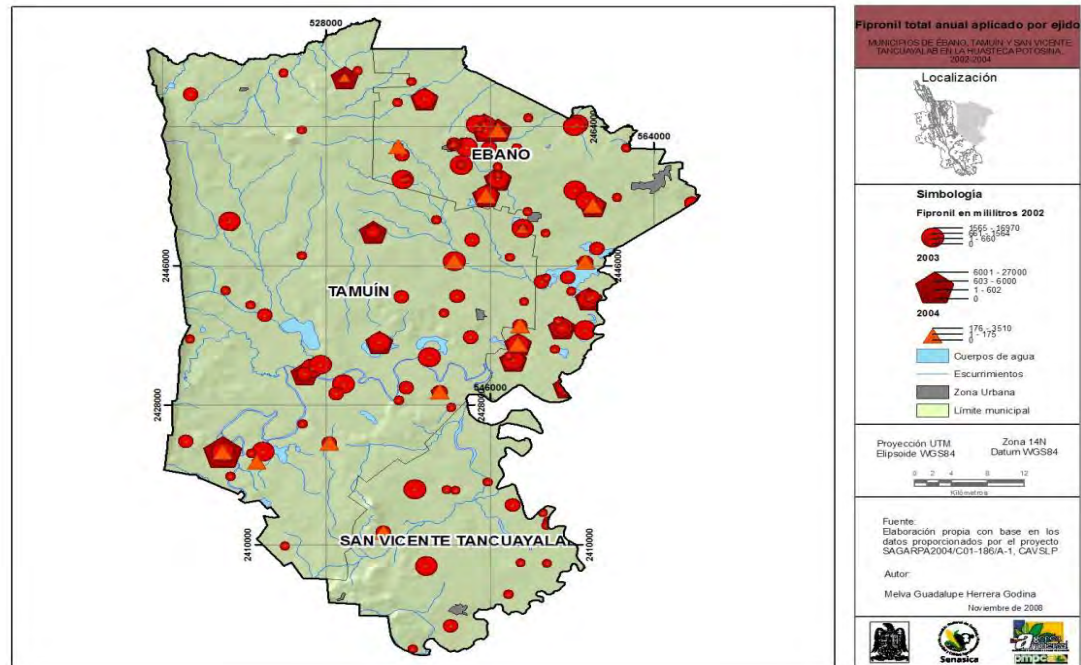 528000
2464000
564000
EBANO
2446000
2446000
TAMUÍN
2428000
546000
2428000
2410000
SAN VICENTE TANCUAYALA
2410000
Fipronil total anual aplicado por ejido
MUNICIPIOS DE ÉBANO, TAMUÍN Y SAN VICENTE
TANCUAYALAB EN LA HUASTECA POTOSINA
2002-2004
Localización
Simbología
Fipronil en mililitros 2002
1565 - 16970
661 - 1564
1 - 660
0
2003
6001 - 27000
603 - 6000
1 - 602
0
2004
176 - 3510
1 - 175
0
Cuerpos de agua
Escurrimientos
Zona Urbana
Límite municipal
Proyección UTM
Elipsoide WGS84
Zona 14N
Datum WGS84
0 2 4 8 12
Kilómetros
Fuente:
Elaboración propia con base en los
datos proporcionados por el proyecto
SAGARPA2004/C01-186/A-1, CAVSLP
Autor:
Melva Guadalupe Herrera Godina
Noviembre de 2008
Senasica
pmpc